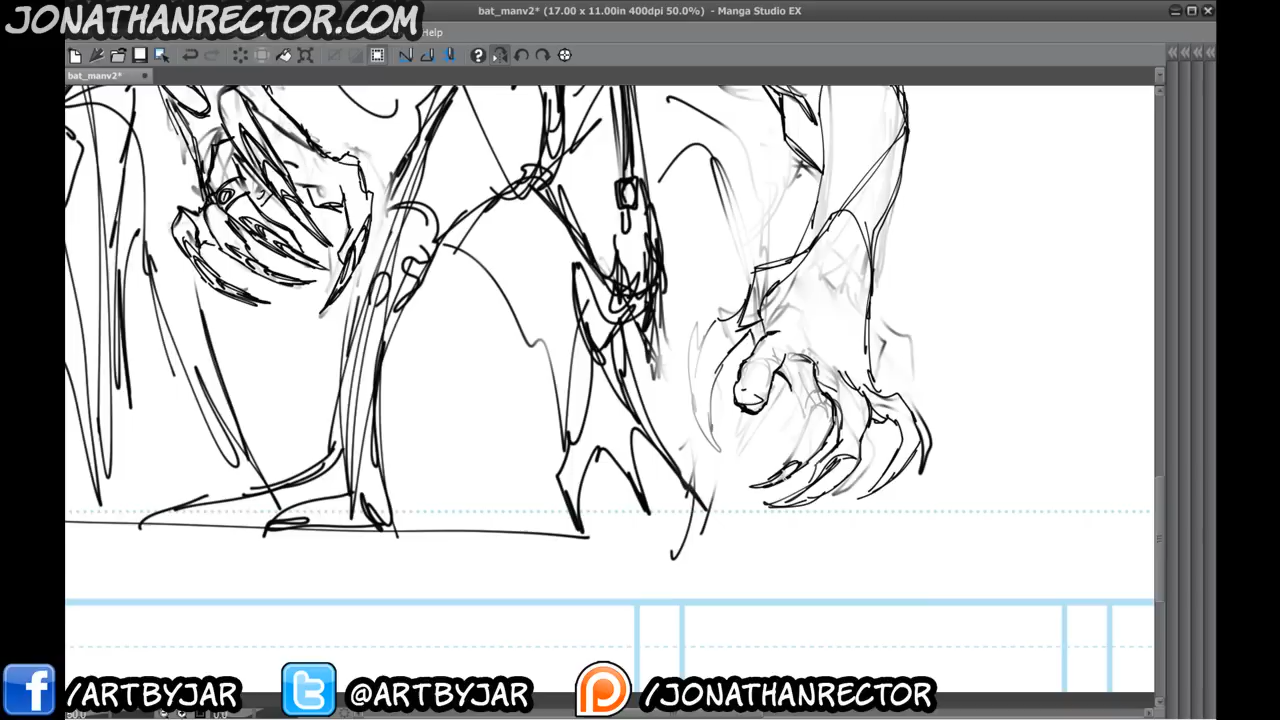 JONATHANRECTOR.COM
bat_manv2* (17.00 x 11.00in 400dpi 50.0%) - Manga Studio EX
Help
bat_manv2*
/ARTBYJAR
@ARTBYJAR
/JONATHANRECTOR